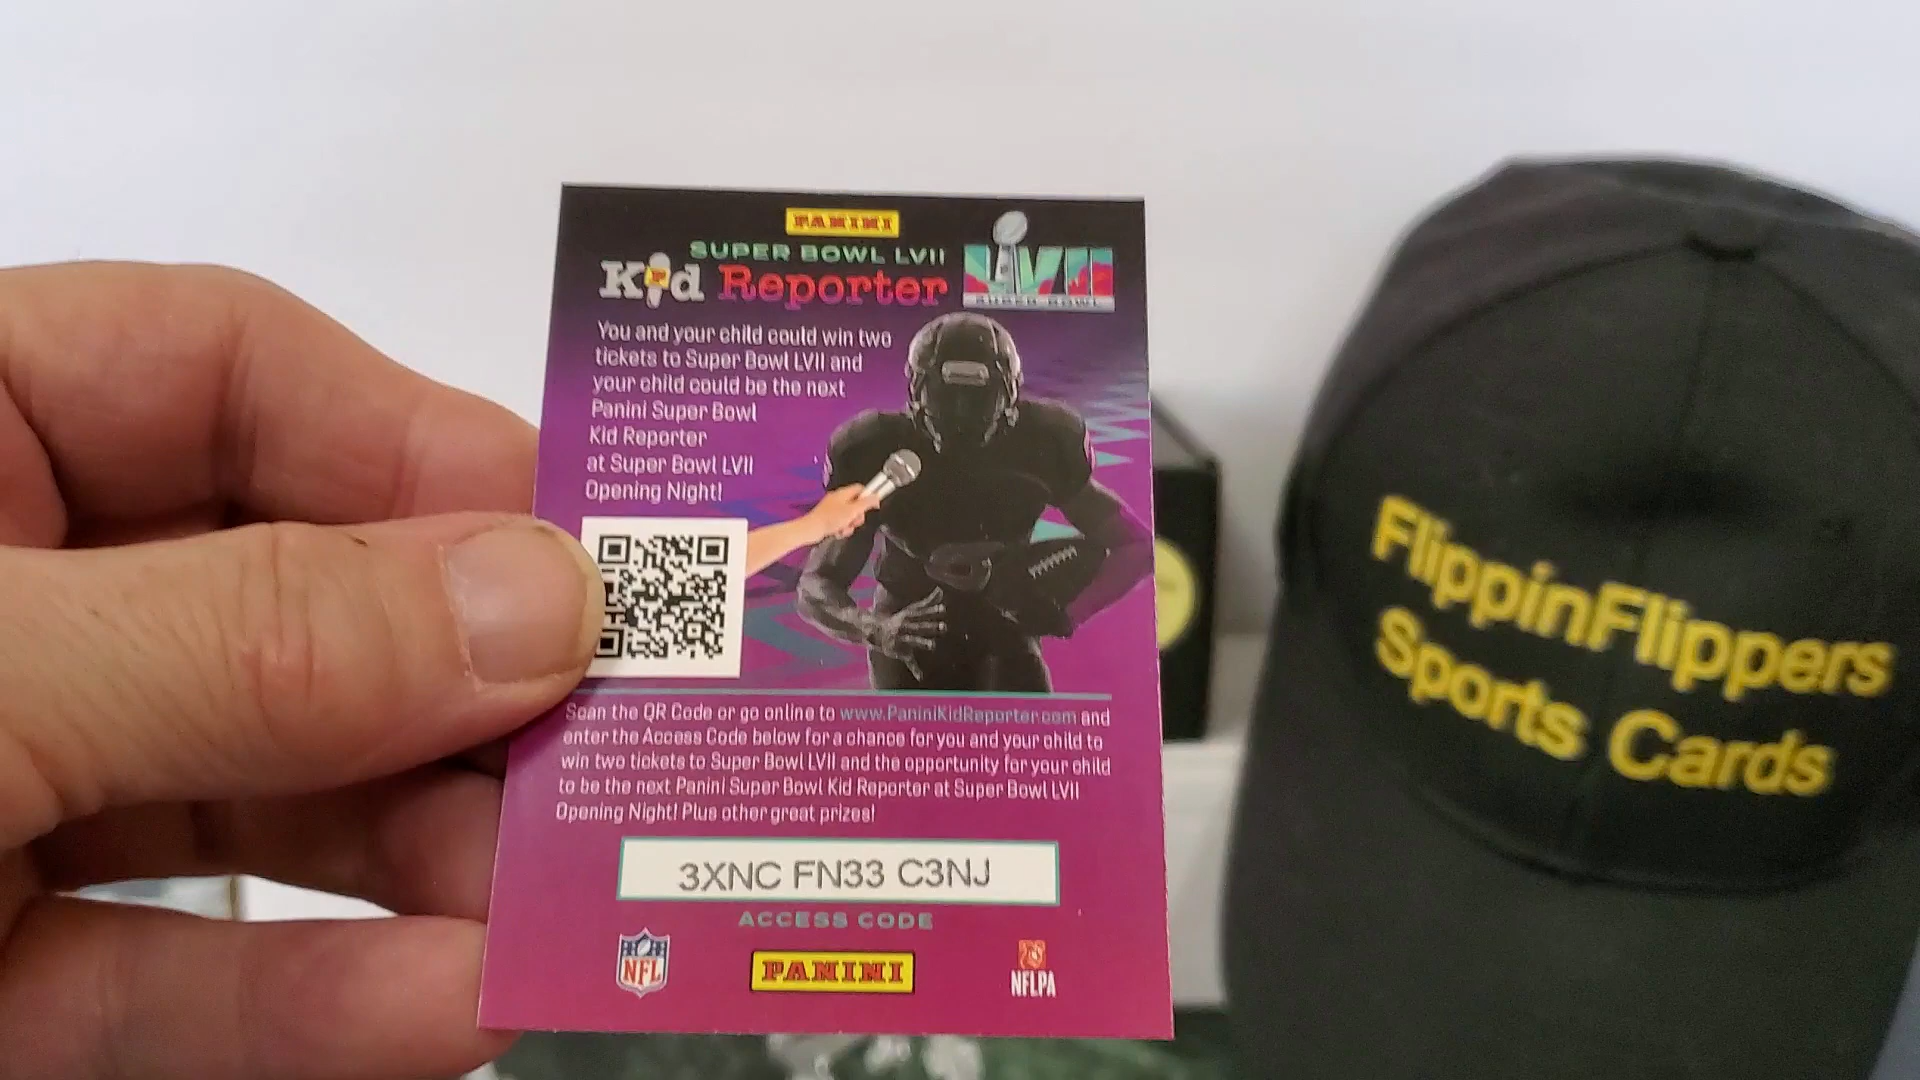 PANINI
SUPER BOWL LVII
Kid Reporter
LVII
SUPER BOWL
You and your child could win two
tickets to Super Bowl LVII and
your child could be the next
Panini Super Bowl
Kid Reporter
at Super Bowl LVII
Opening Night!
Scan the QR Code or go online to www.PaniniKidReporter.com and
enter the Access Code below for a chance for you and your child to
win two tickets to Super Bowl LVII and the opportunity for your child
to be the next Panini Super Bowl Kid Reporter at Super Bowl LVII
Opening Night! Plus other great prizes!
3XNC FN33 C3NJ
ACCESS CODE
NFL
PANINI
NFLPA
FlippinFlippers
Sports Cards